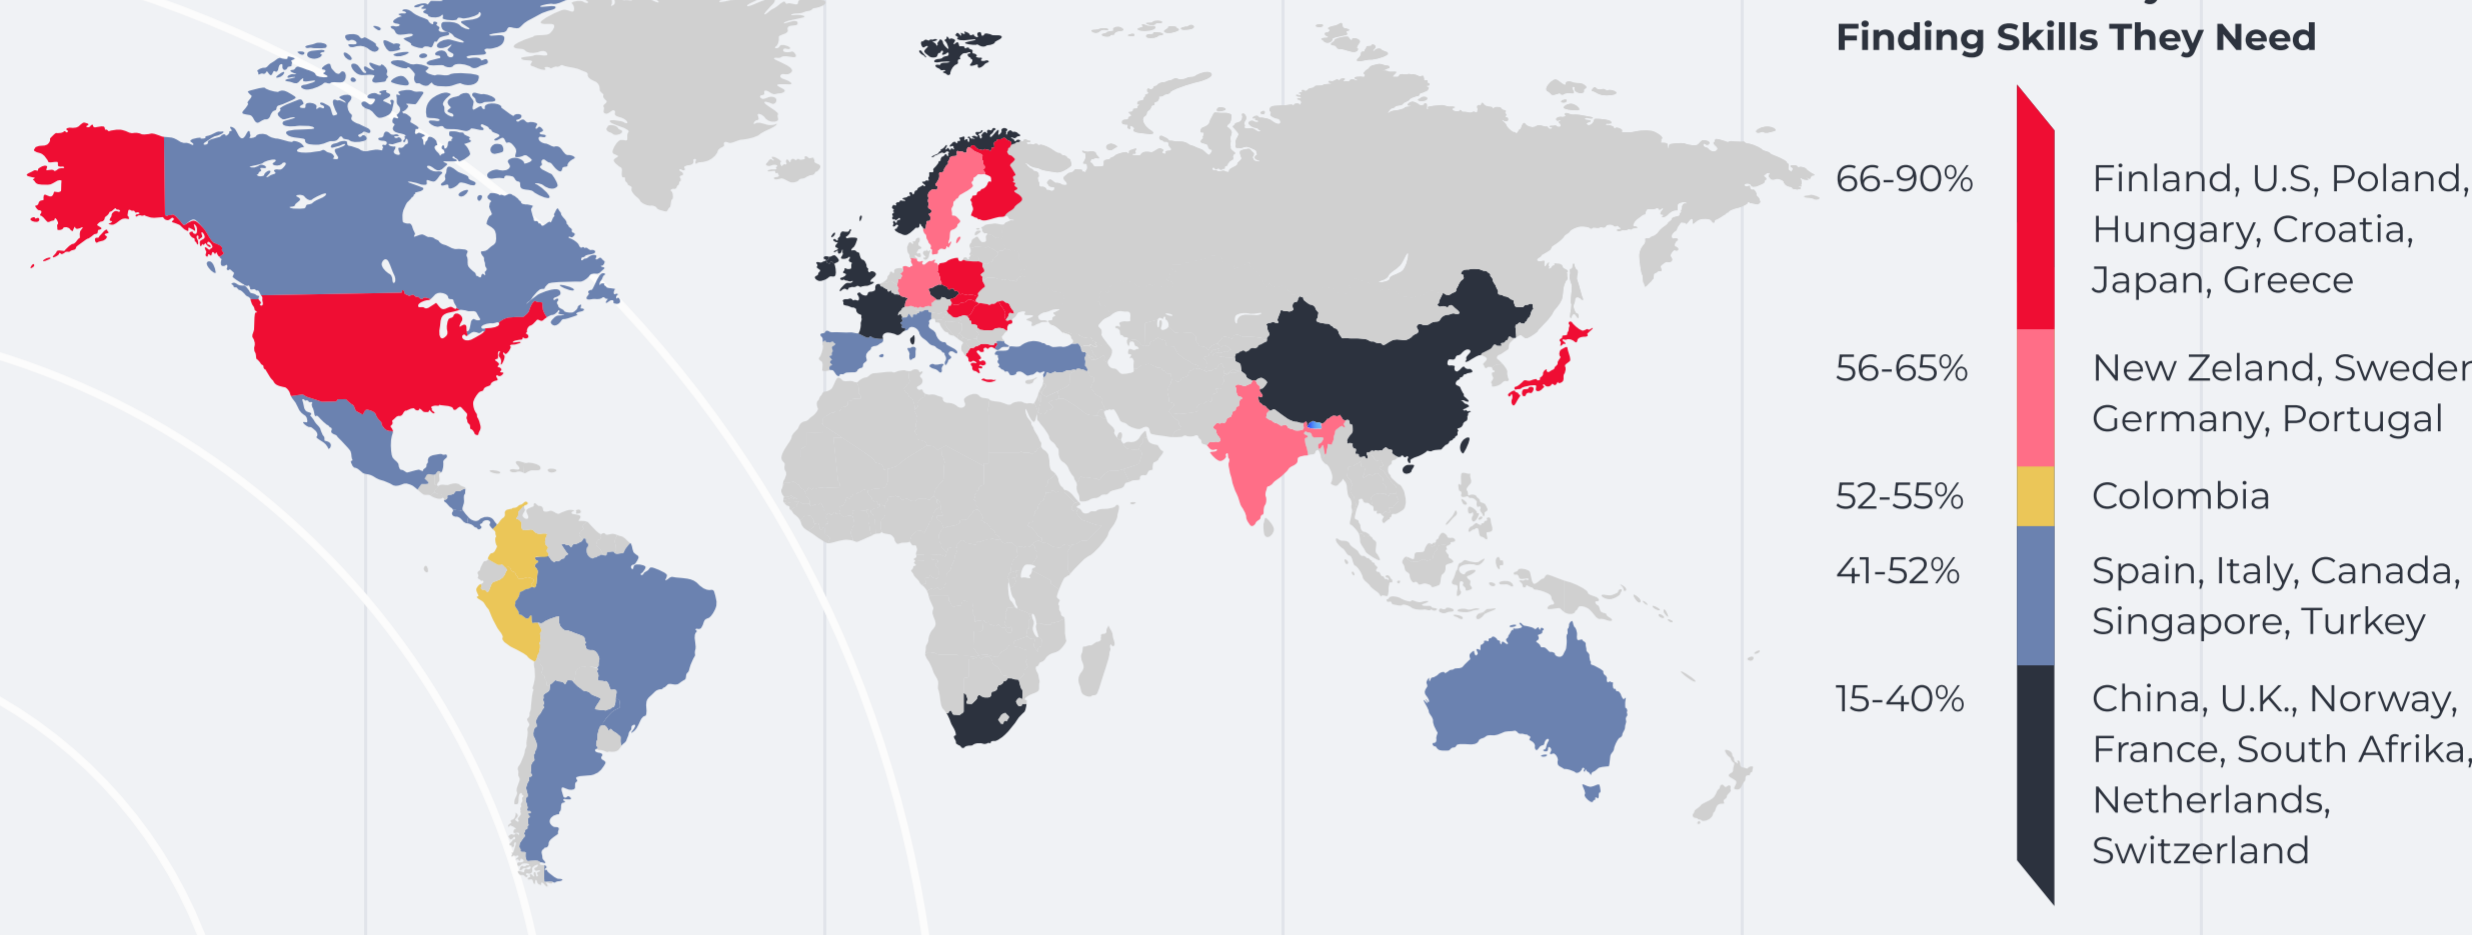 Finding Skills They Need
66-90%
Finland, U.S, Poland,
Hungary, Croatia,
Japan, Greece
56-65%
New Zeland, Sweden
Germany, Portugal
52-55%
Colombia
41-52%
Spain, Italy, Canada,
Singapore, Turkey
15-40%
China, U.K., Norway,
France, South Afrika,
Netherlands,
Switzerland